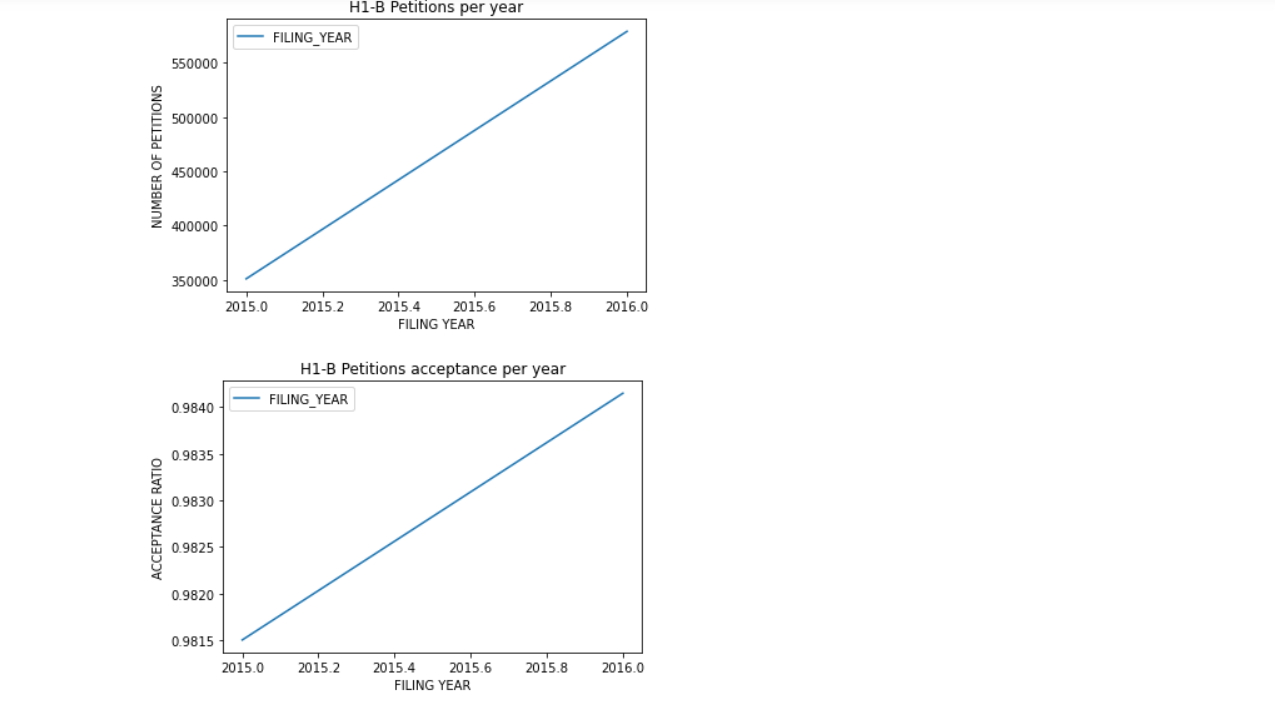 H1-B Petitions per year
FILING_YEAR
NUMBER OF PETITIONS
550000
500000
450000
400000
350000
2015.0 2015.2 2015.4 2015.6 2015.8 2016.0
FILING YEAR
H1-B Petitions acceptance per year
FILING_YEAR
ACCEPTANCE RATIO
0.9840
0.9835
0.9830
0.9825
0.9820
0.9815
2015.0 2015.2 2015.4 2015.6 2015.8 2016.0
FILING YEAR